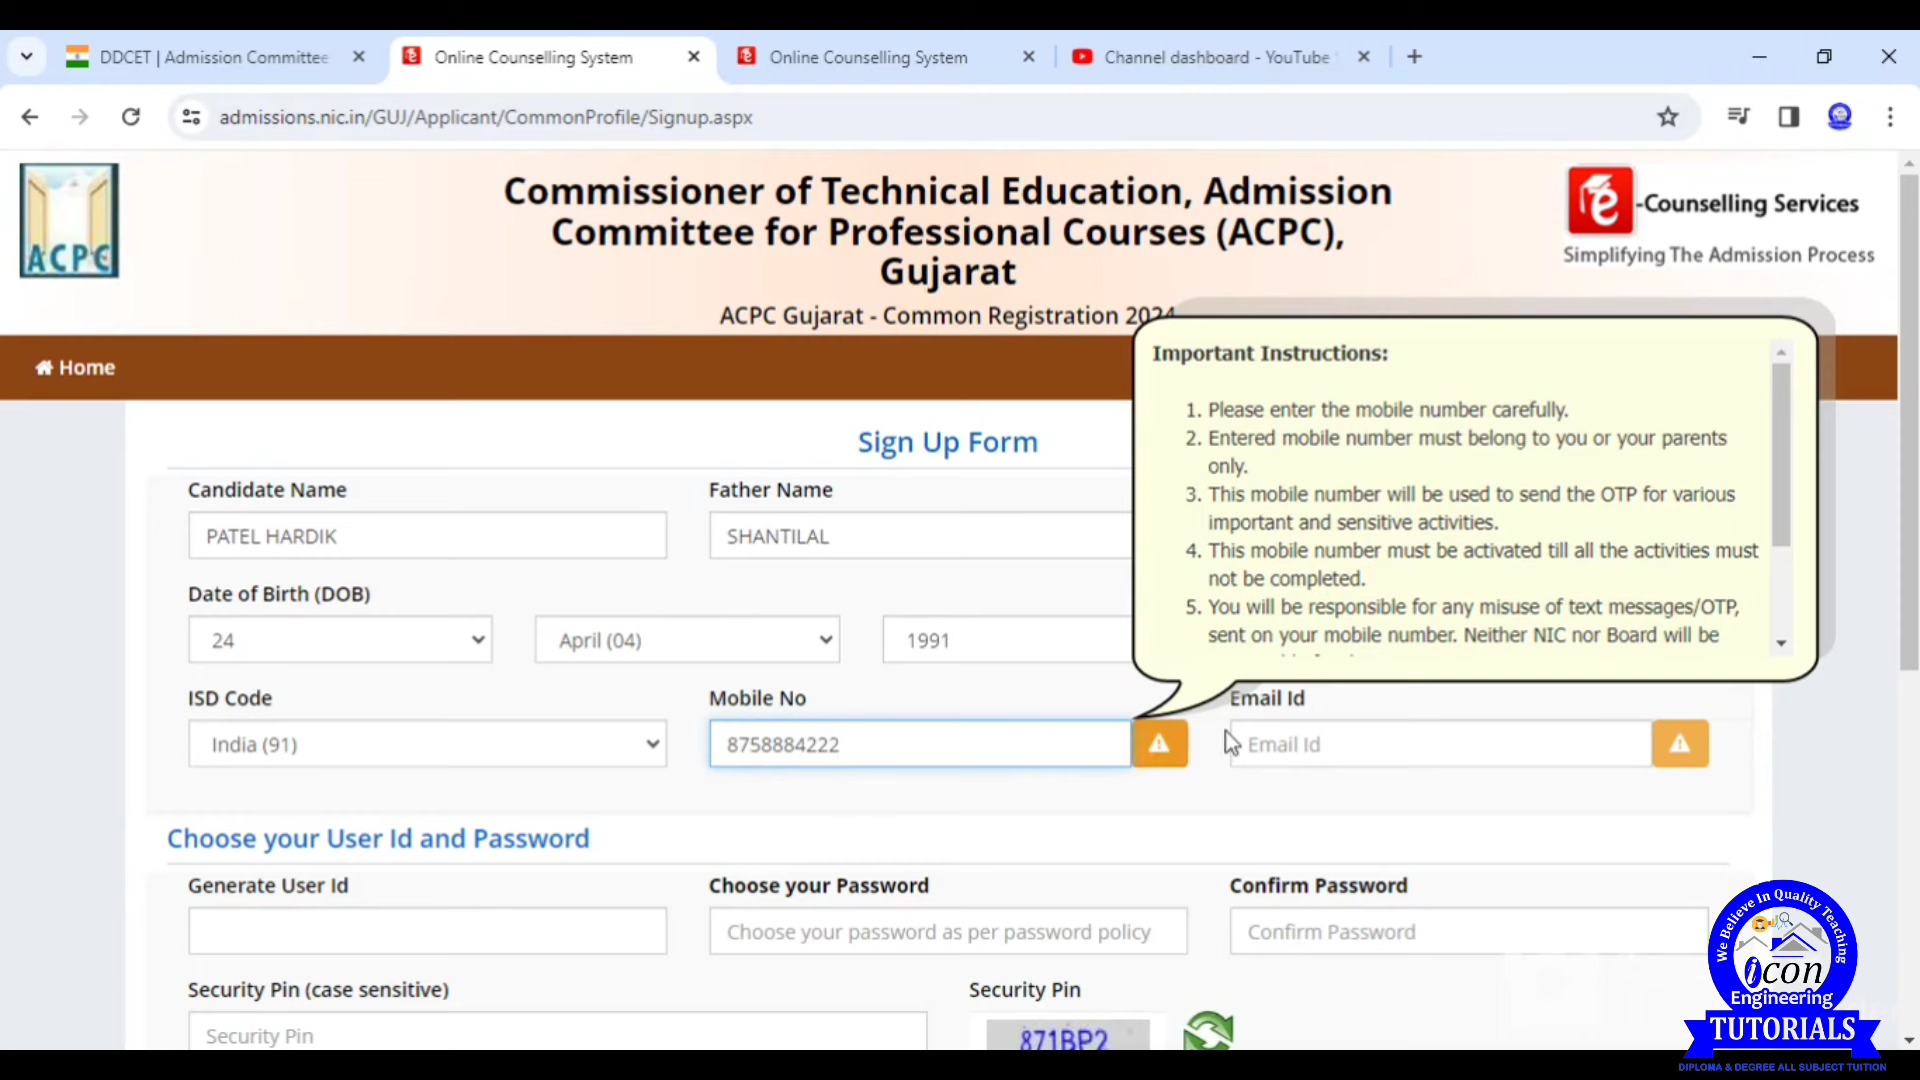 DDCET | Admission Committee
Online Counselling System
Online Counselling System
Channel dashboard - YouTube
admissions.nic.in/GUJ/Applicant/CommonProfile/Signup.aspx
ACPC
Commissioner of Technical Education, Admission
Committee for Professional Courses (ACPC),
Gujarat
ACPC Gujarat - Common Registration 2024
e-Counselling Services
Simplifying The Admission Process
Home
Important Instructions:
1. Please enter the mobile number carefully.
2. Entered mobile number must belong to you or your parents
only.
3. This mobile number will be used to send the OTP for various
important and sensitive activities.
4. This mobile number must be activated till all the activities must
not be completed.
5. You will be responsible for any misuse of text messages/OTP,
sent on your mobile number. Neither NIC nor Board will be
Sign Up Form
Candidate Name
Father Name
PATEL HARDIK
SHANTILAL
Date of Birth (DOB)
24
April (04)
1991
ISD Code
Mobile No
Email Id
India (91)
8758884222
Email Id
Choose your User Id and Password
Generate User Id
Choose your Password
Confirm Password
Choose your password as per password policy
Confirm Password
Security Pin (case sensitive)
Security Pin
Security Pin
871BP2
We Believe In Quality Teaching
icon
Engineering
TUTORIALS
DIPLOMA & DEGREE ALL SUBJECT TUITION